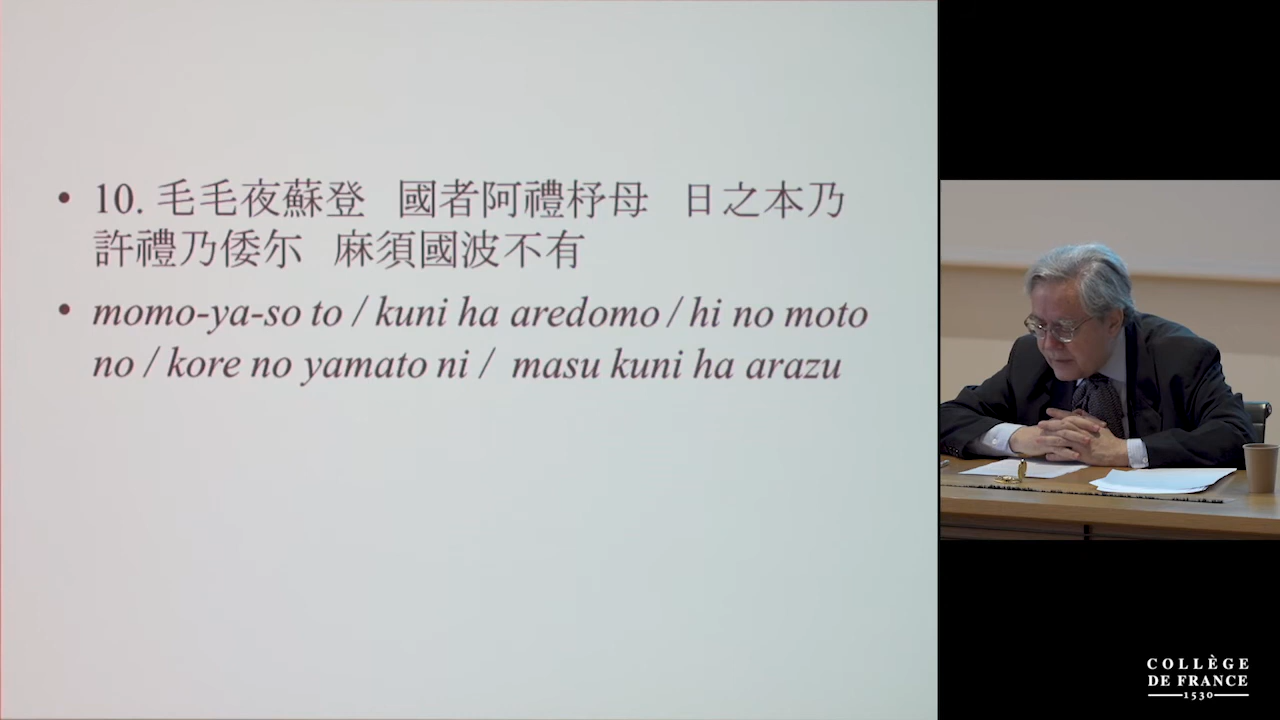 • 10. 毛毛夜蘇登 國者阿禮杼母 日之本乃
許禮乃倭尓 麻須國波不有
• momo-ya-so to / kuni ha aredomo / hi no moto
no / kore no yamato ni / masu kuni ha arazu
COLLÈGE
DE FRANCE
1530